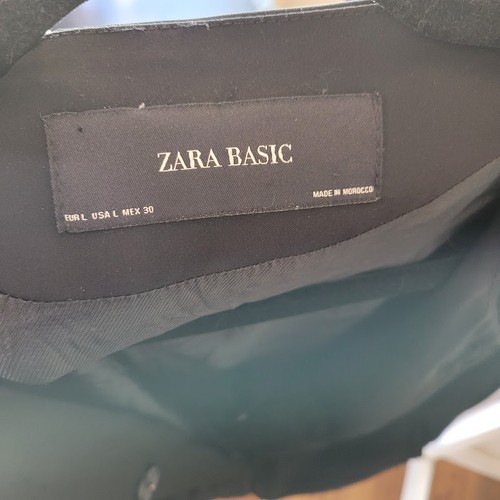 ZARA BASIC
EUR L USA L MEX 30
MADE IN MOROCCO